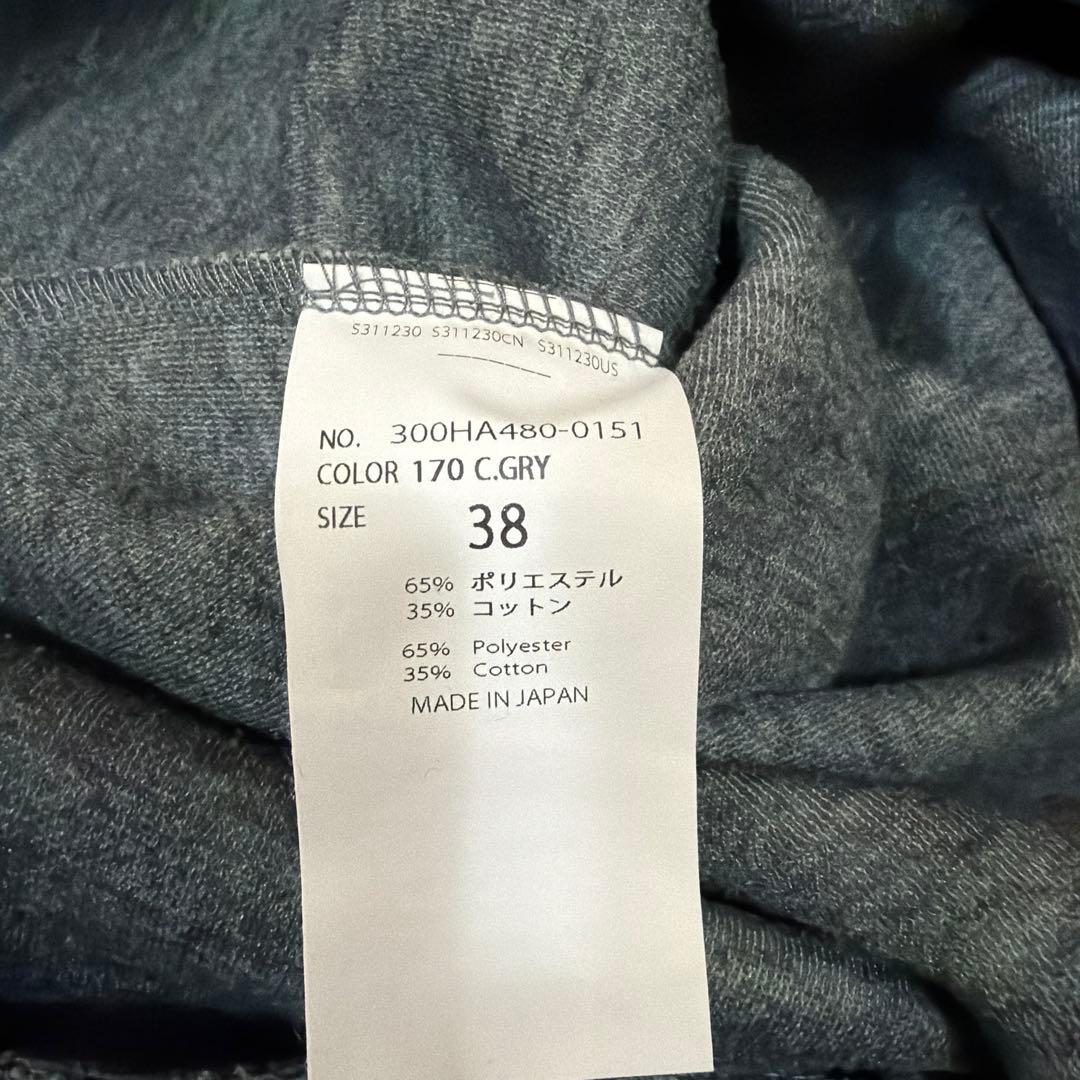 S311230 S311230CN S311230US
NO. 300HA480-0151
COLOR 170 C.GRY
SIZE 38
65% ポリエステル
35% コットン
65% Polyester
35% Cotton
MADE IN JAPAN